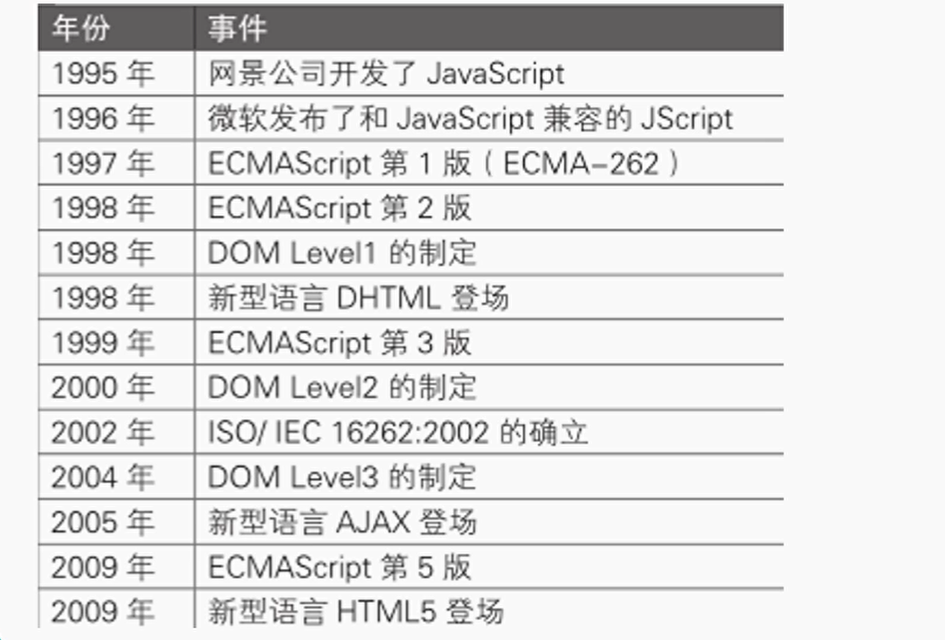 年份 事件
1995 年 网景公司开发了 JavaScript
1996 年 微软发布了和 JavaScript 兼容的 JScript
1997 年 ECMAScript 第 1 版（ECMA-262）
1998 年 ECMAScript 第 2 版
1998 年 DOM Level1 的制定
1998 年 新型语言 DHTML 登场
1999 年 ECMAScript 第 3 版
2000 年 DOM Level2 的制定
2002 年 ISO/ IEC 16262:2002 的确立
2004 年 DOM Level3 的制定
2005 年 新型语言 AJAX 登场
2009 年 ECMAScript 第 5 版
2009 年 新型语言 HTML5 登场